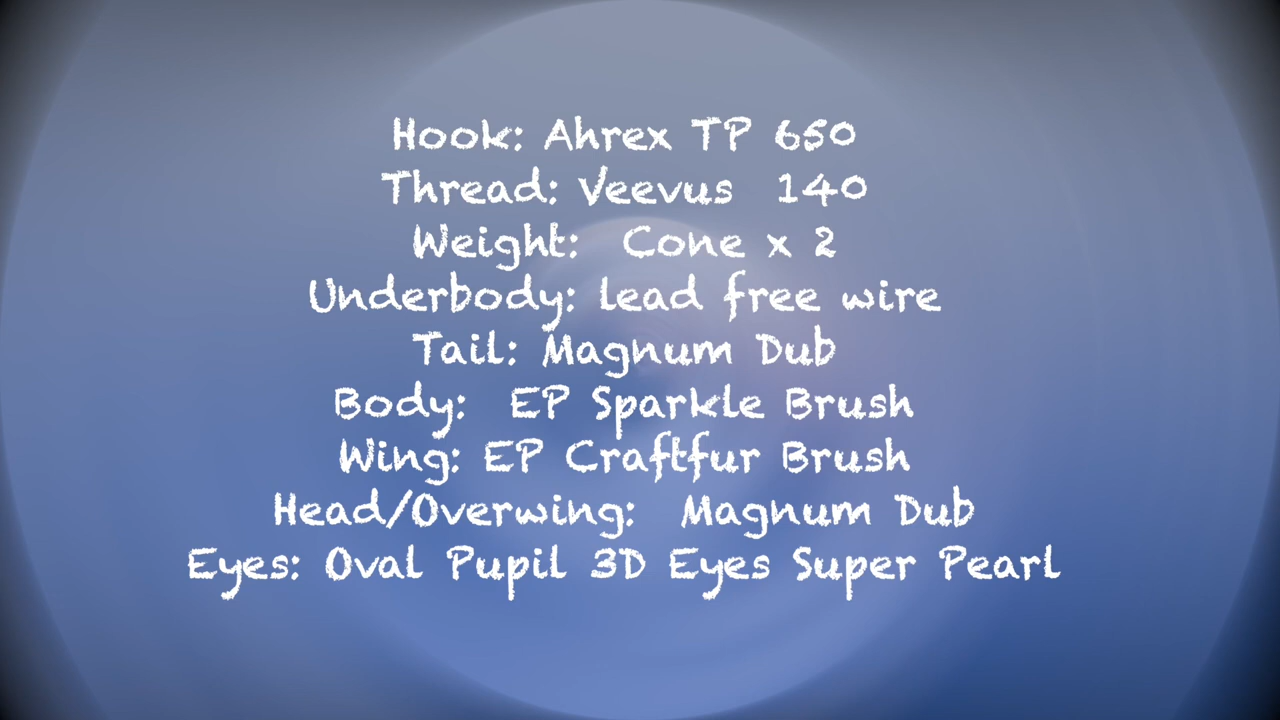 Hook: Ahrex TP 650
Thread: Veevus 140
Weight: Cone x 2
Underbody: lead free wire
Tail: Magnum Dub
Body: EP Sparkle Brush
Wing: EP Craftfur Brush
Head/Overwing: Magnum Dub
Eyes: Oval Pupil 3D Eyes Super Pearl